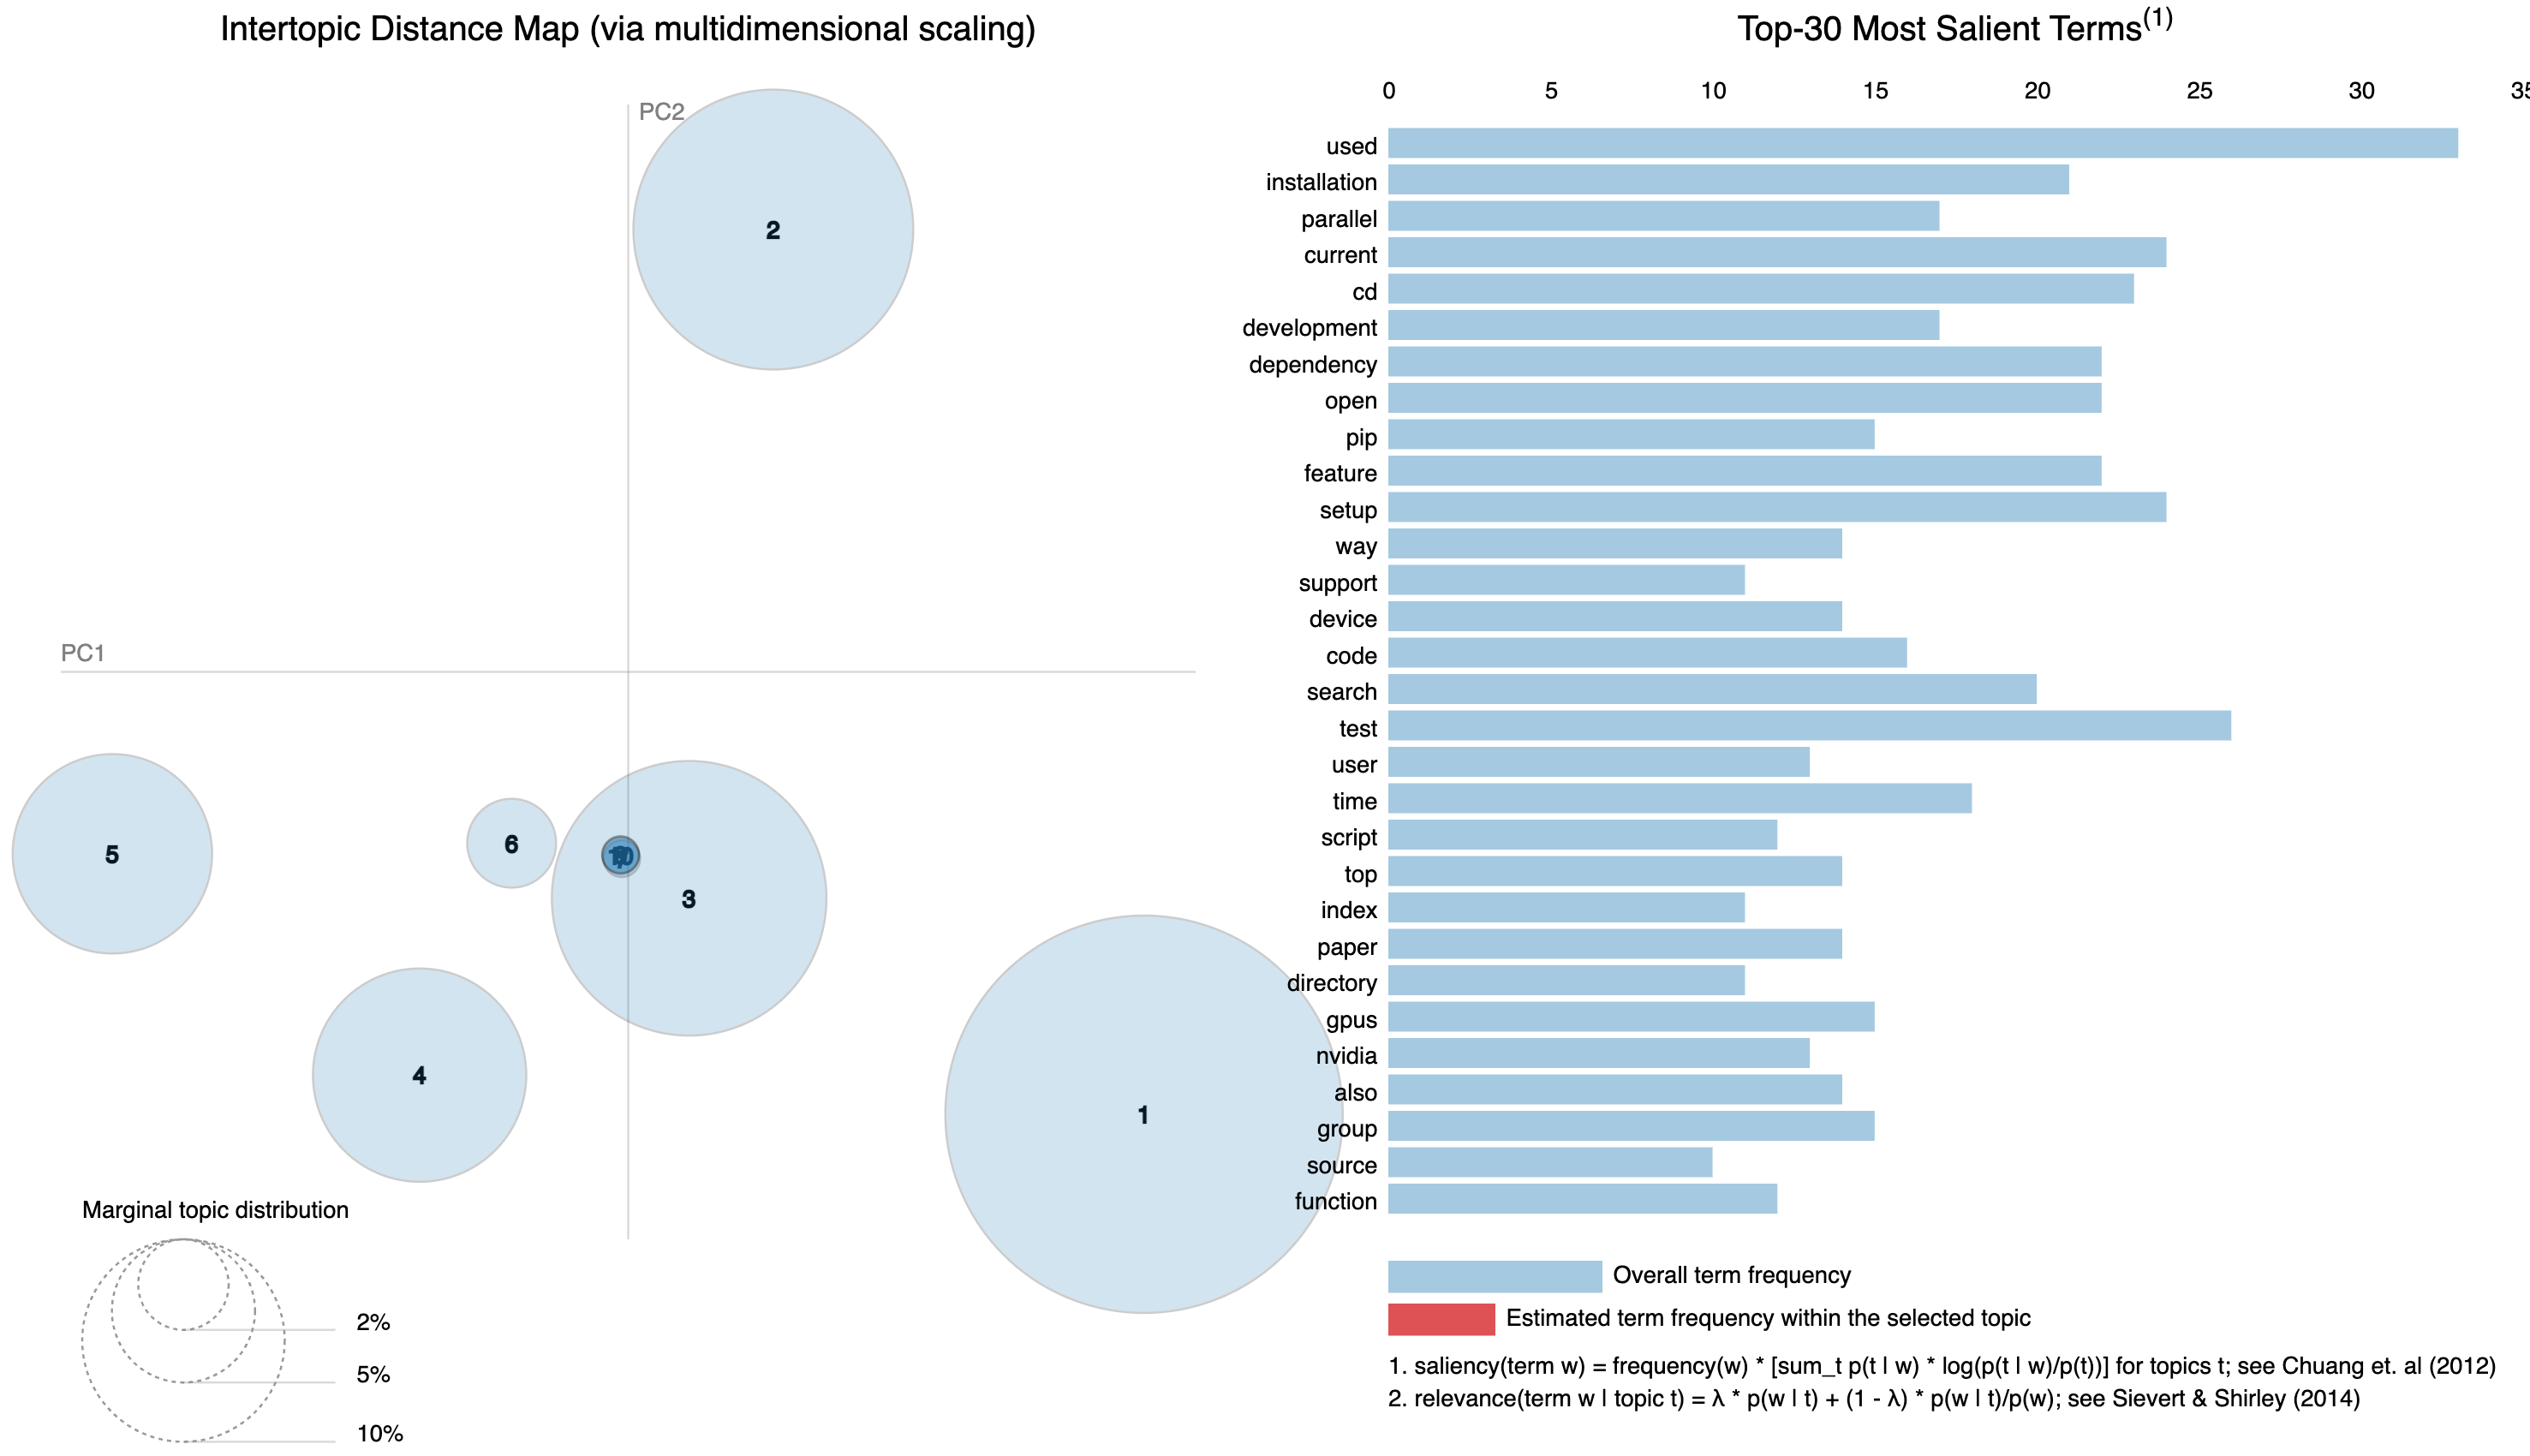 Intertopic Distance Map (via multidimensional scaling)
PC2
PC1
2
5
6
3
4
1
Marginal topic distribution
2%
5%
10%
Top-30 Most Salient Terms(1)
0 5 10 15 20 25 30
used
installation
parallel
current
cd
development
dependency
open
pip
feature
setup
way
support
device
code
search
test
user
time
script
top
index
paper
directory
gpus
nvidia
also
group
source
function
Overall term frequency
Estimated term frequency within the selected topic
1. saliency(term w) = frequency(w) * [sum_t p(t | w) * log(p(t | w)/p(t))] for topics t; see Chuang et. al (2012)
2. relevance(term w | topic t) = λ * p(w | t) + (1 - λ) * p(w | t)/p(w); see Sievert & Shirley (2014)